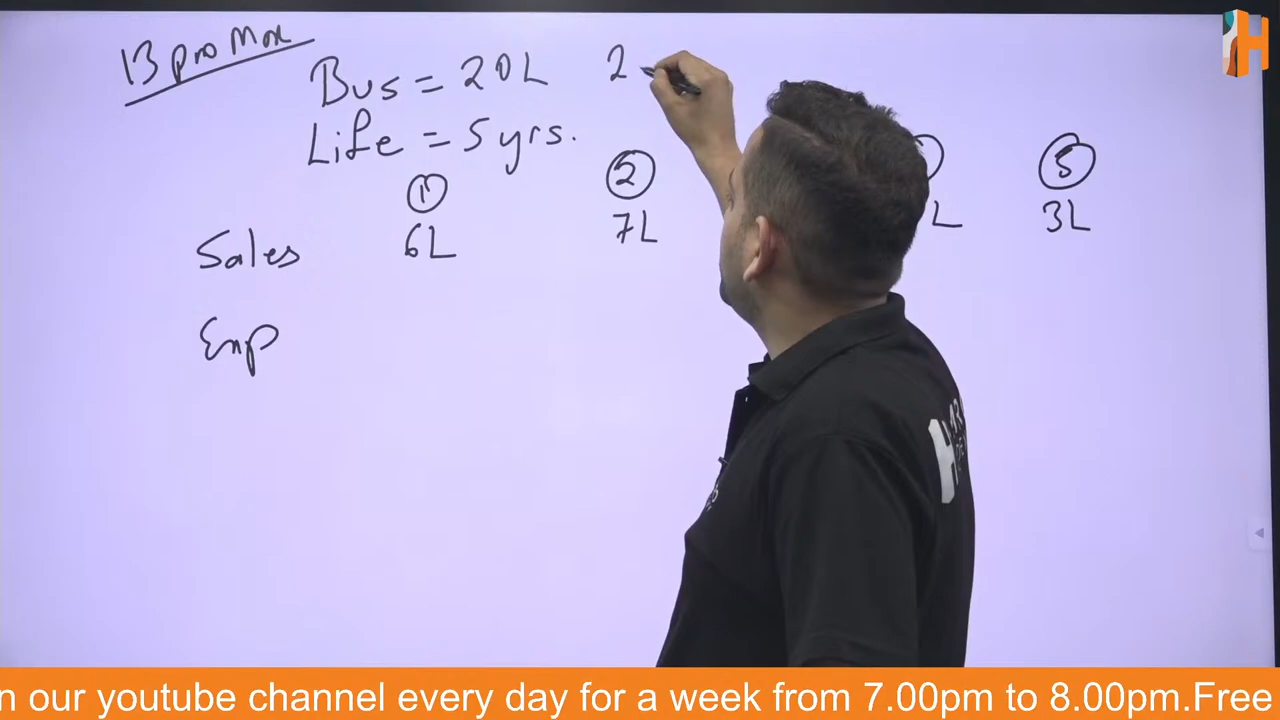 13 pro Max
Bus = 20L 2
Life = 5 yrs.
1 2 5
Sales 6L 7L L 3L
Exp
H
n our youtube channel every day for a week from 7.00pm to 8.00pm.Free